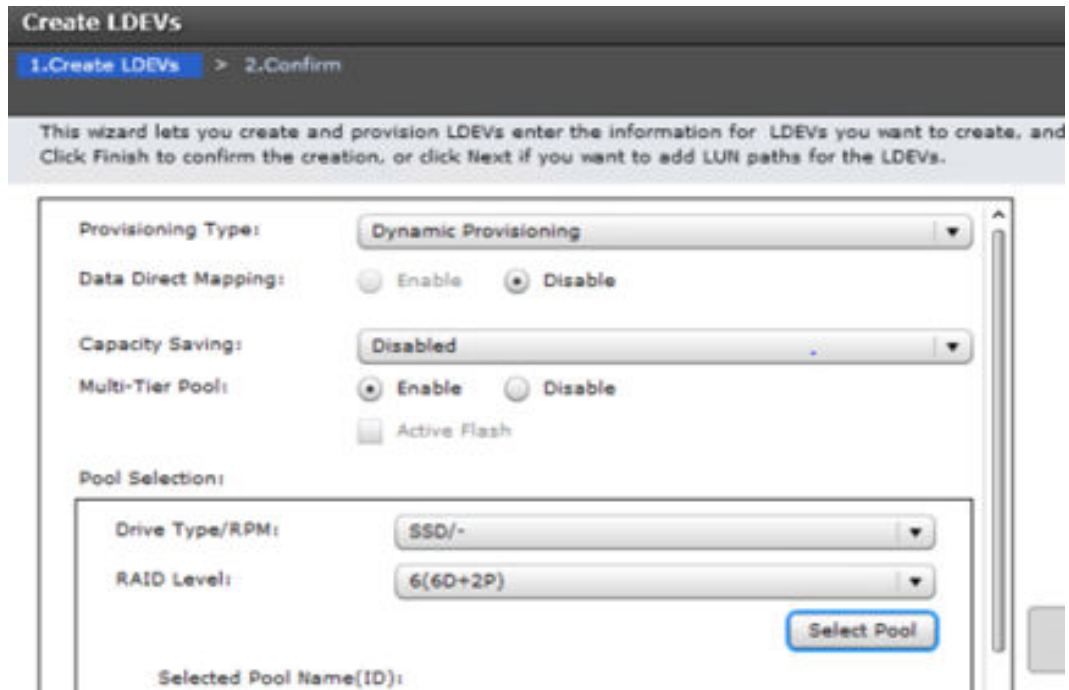 Create LDEVs
1.Create LDEVs > 2.Confirm
This wizard lets you create and provision LDEVs enter the information for LDEVs you want to create, and
Click Finish to confirm the creation, or click Next if you want to add LUN paths for the LDEVs.
Provisioning Type: Dynamic Provisioning
Data Direct Mapping: Enable Disable
Capacity Saving: Disabled
Multi-Tier Pool: Enable Disable
Active Flash
Pool Selection:
Drive Type/RPM: SSD/-
RAID Level: 6(6D+2P)
Select Pool
Selected Pool Name(ID):